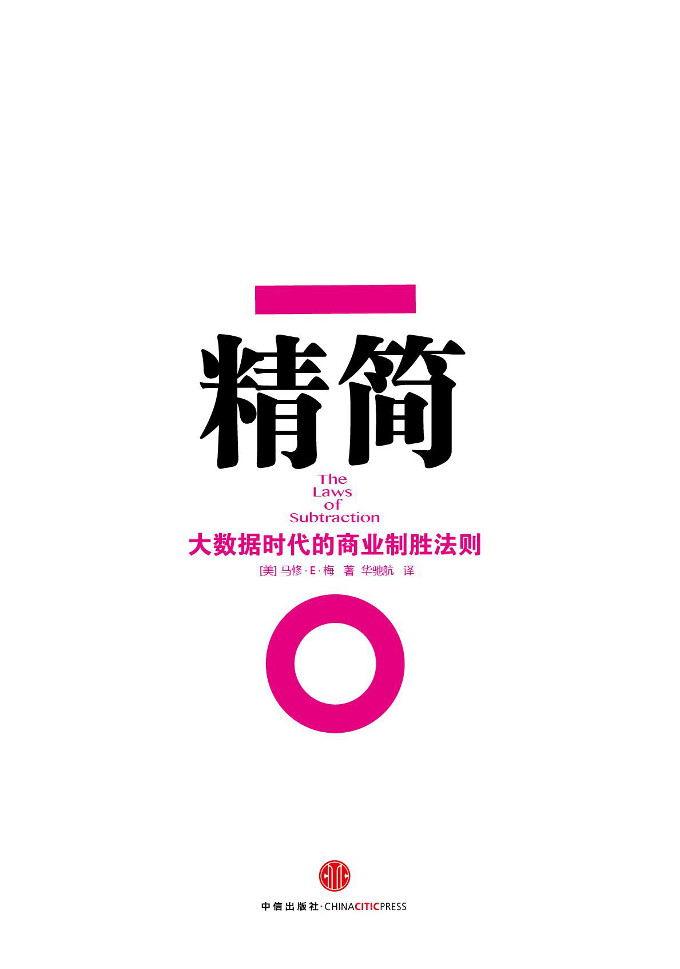 精简
The
Laws
of
Subtraction
大数据时代的商业制胜法则
[美] 马修·E·梅 著 华驰航 译
中信出版社·CHINACITICPRESS